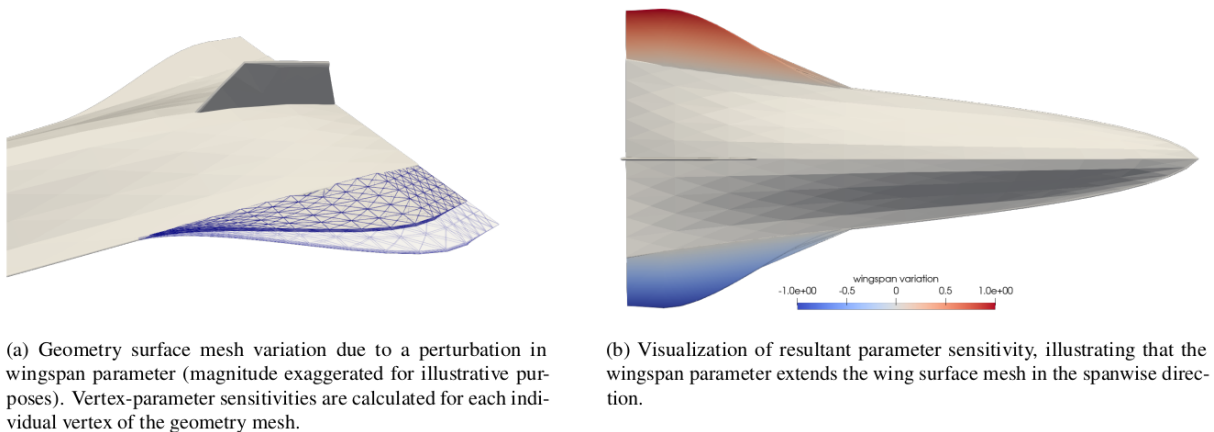 wingspan variation
-1.0e+00 -0.5 0 0.5 1.0e+00
(a) Geometry surface mesh variation due to a perturbation in
wingspan parameter (magnitude exaggerated for illustrative pur-
poses). Vertex-parameter sensitivities are calculated for each indi-
vidual vertex of the geometry mesh.
(b) Visualization of resultant parameter sensitivity, illustrating that the
wingspan parameter extends the wing surface mesh in the spanwise direc-
tion.